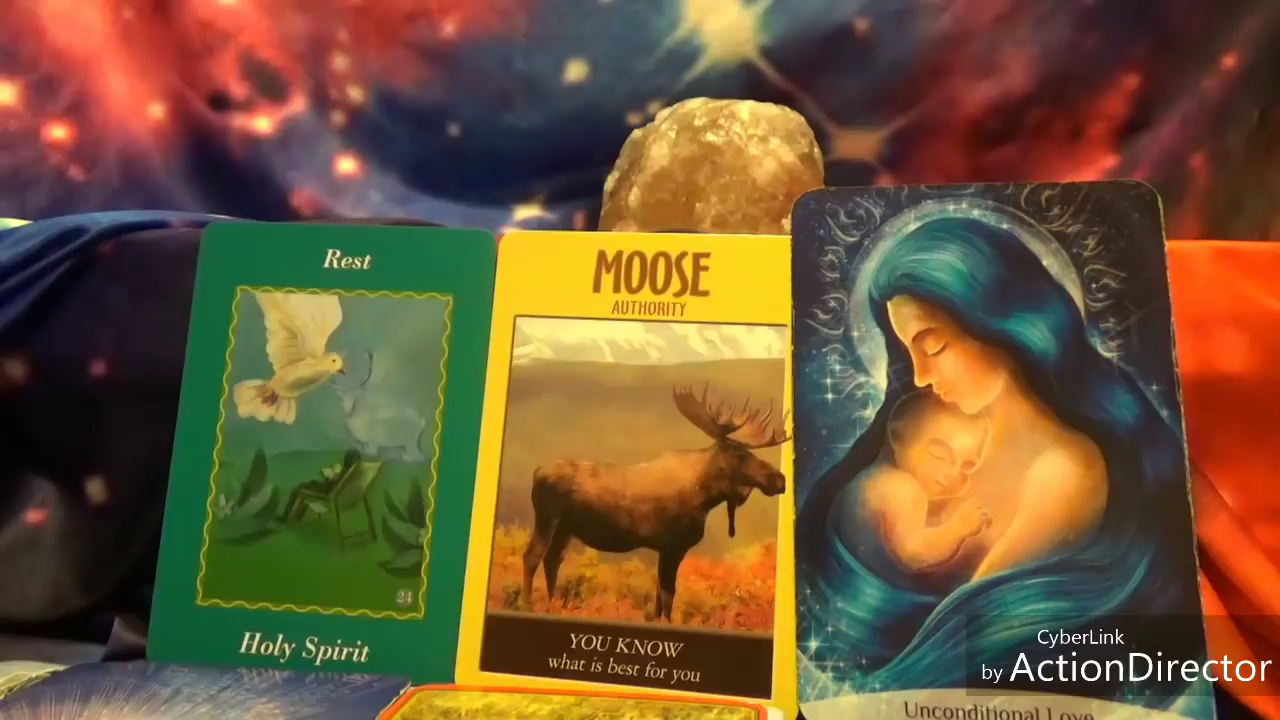 Rest
24
Holy Spirit
MOOSE
AUTHORITY
YOU KNOW
what is best for you
Unconditional Love
CyberLink
by ActionDirector